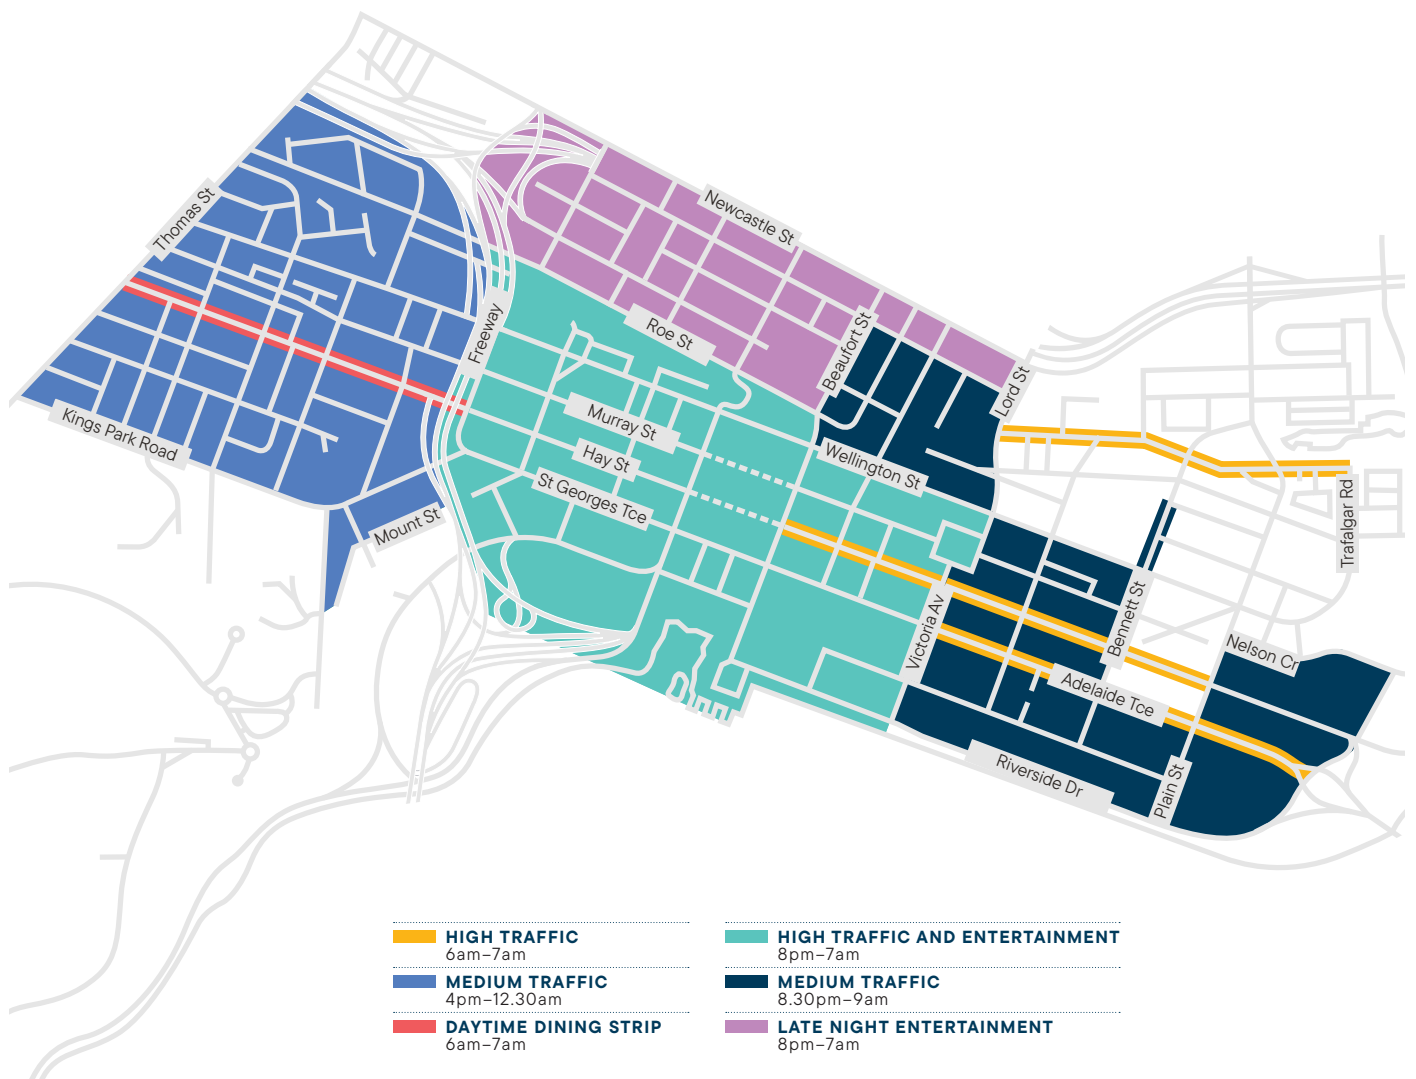 Thomas St
Newcastle St
Freeway
Roe St
Beaufort St
Lord St
Kings Park Road
Murray St
Hay St
St Georges Tce
Wellington St
Mount St
Trafalgar Rd
Victoria Av
Bennett St
Nelson Cr
Adelaide Tce
Riverside Dr
Plain St
HIGH TRAFFIC
6am–7am
MEDIUM TRAFFIC
4pm–12.30am
DAYTIME DINING STRIP
6am–7am
HIGH TRAFFIC AND ENTERTAINMENT
8pm–7am
MEDIUM TRAFFIC
8.30pm–9am
LATE NIGHT ENTERTAINMENT
8pm–7am